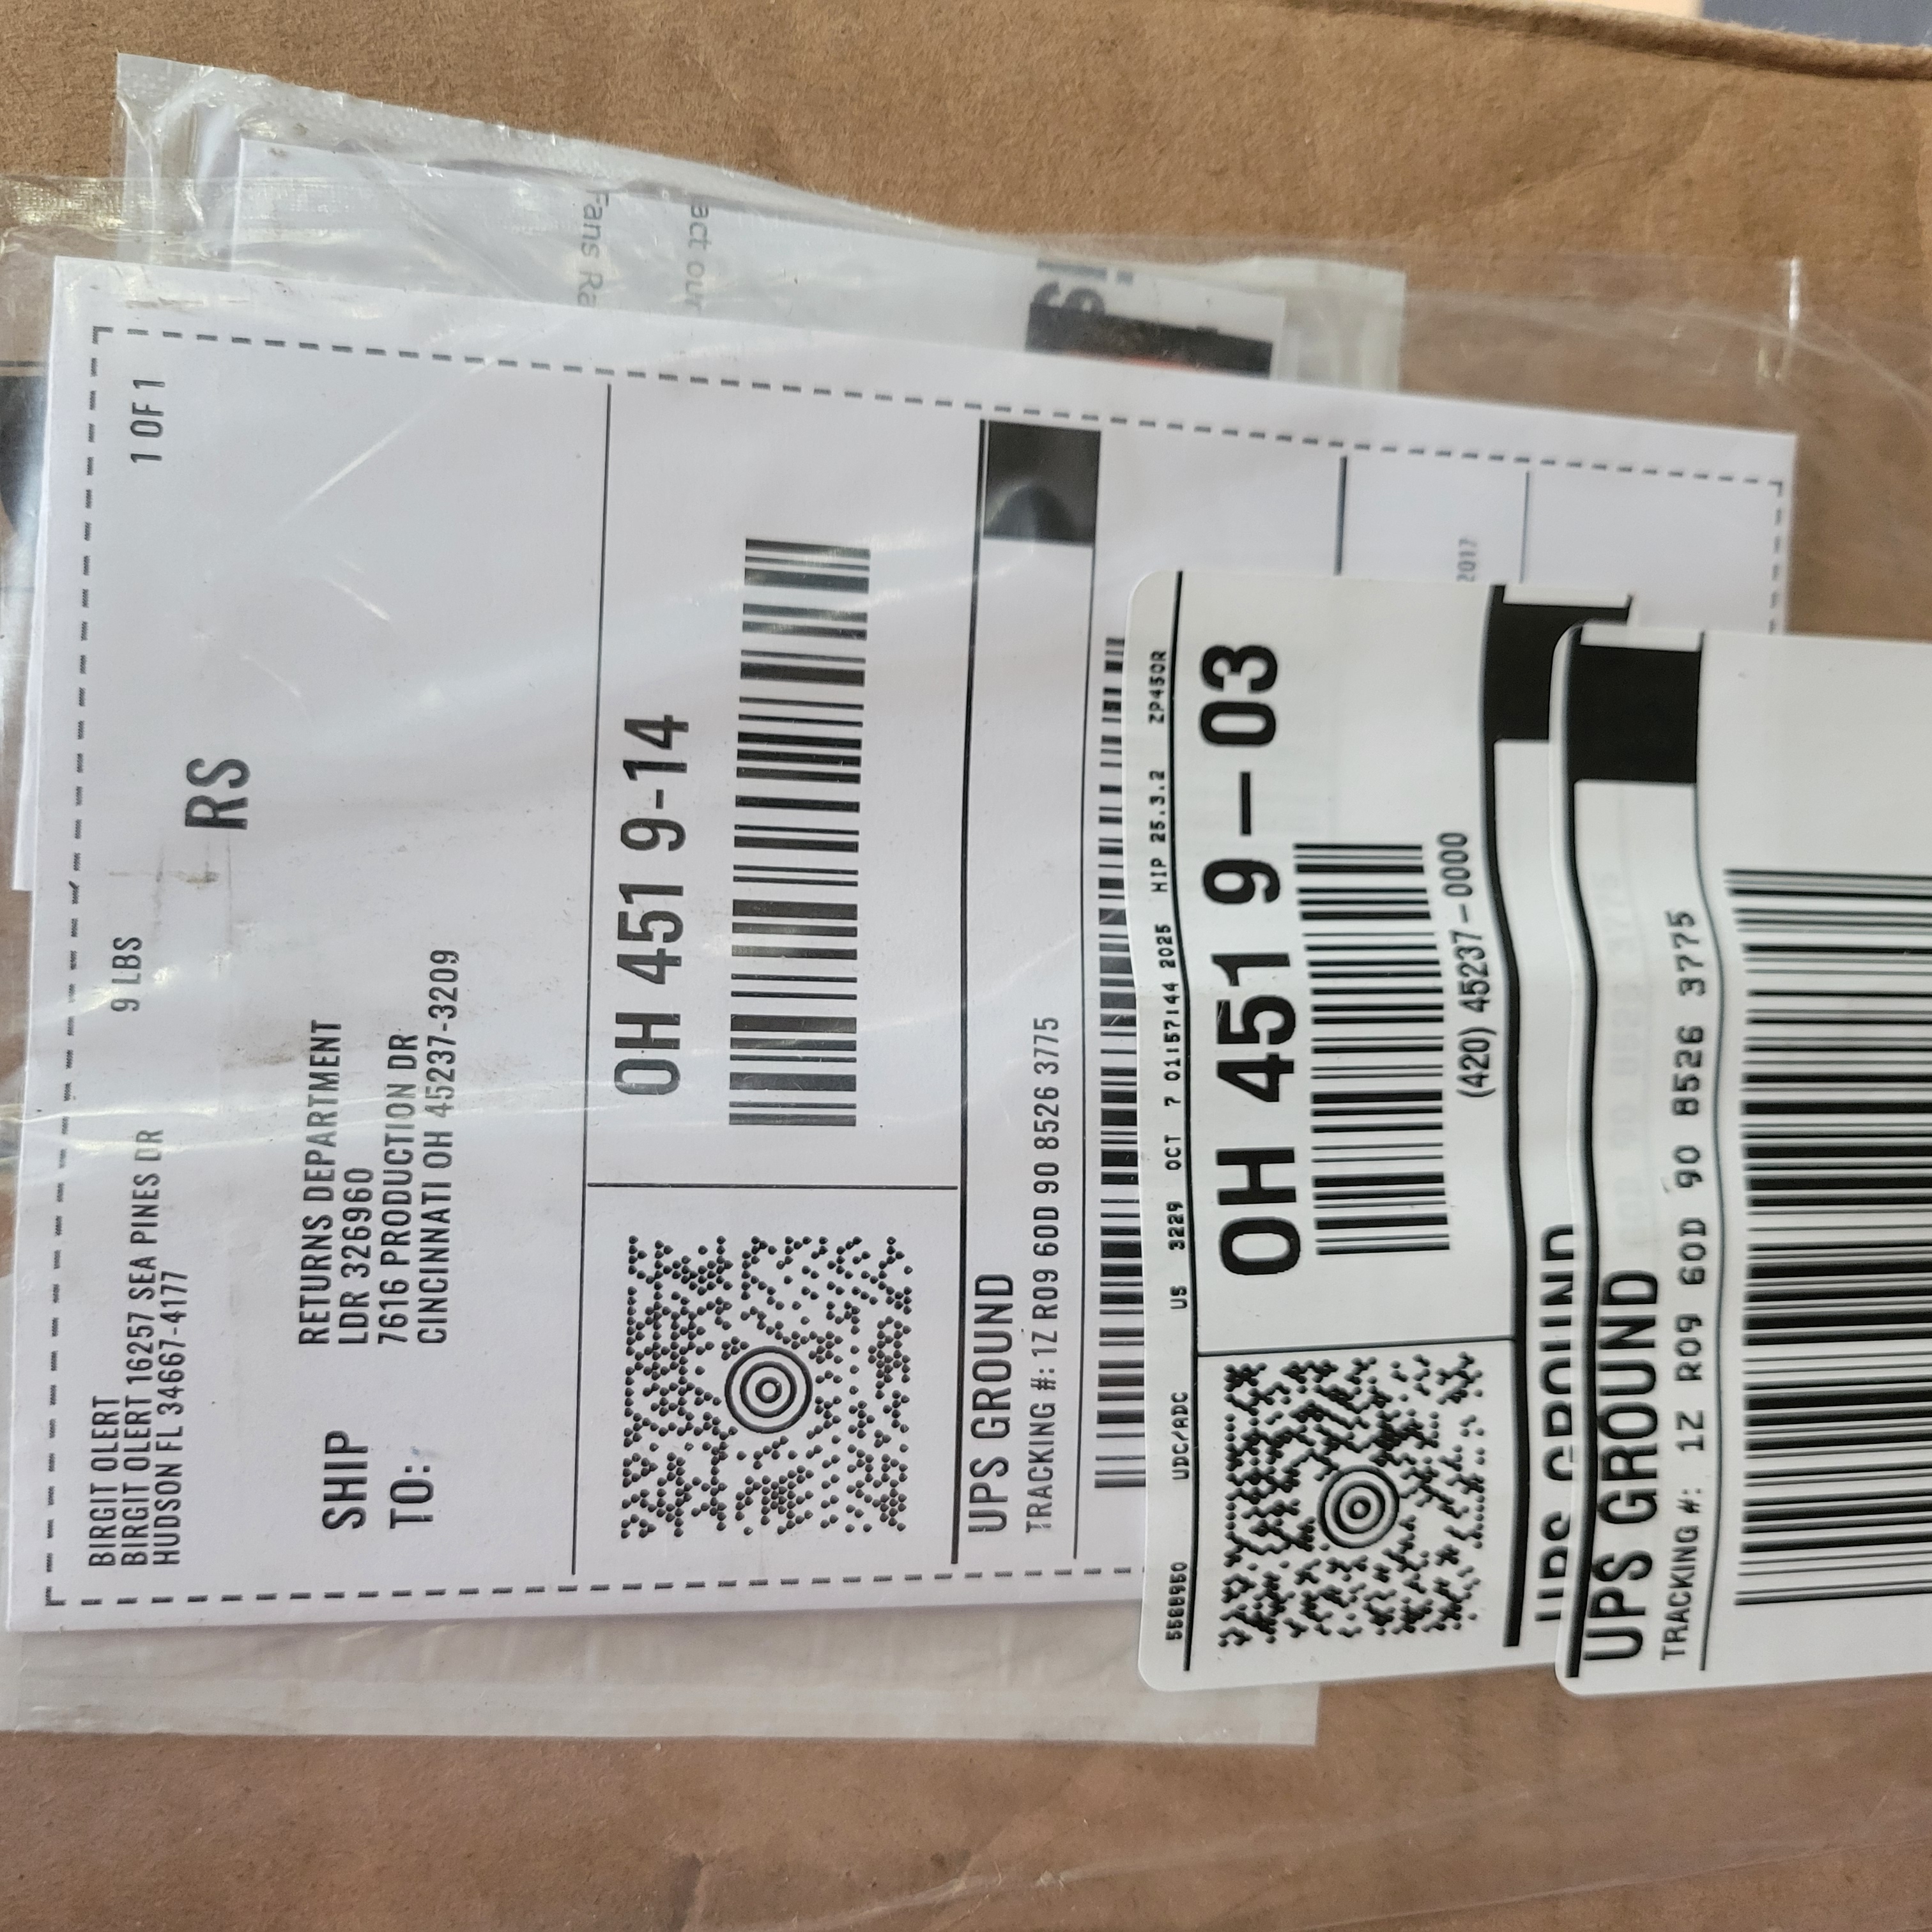 BIRGIT OLERT
9 LBS
1 OF 1
BIRGIT OLERT 16257 SEA PINES DR
HUDSON FL 34667-4177
RS
SHIP
TO:
RETURNS DEPARTMENT
LDR 326960
7616 PRODUCTION DR
CINCINNATI OH 45237-3209
OH 451 9-14
UPS GROUND
TRACKING #: 1Z R09 60D 90 8526 3775
2017
act our
Fans Ra
UDC/ADC US 3229 OCT 7 01:57:44 2025 HIP 25.3.2 ZP450R
OH 451 9-03
(420) 45237-0000
UPS GROUND
UPS GROUND
TRACKING #: 1Z R09 60D 90 8526 3775